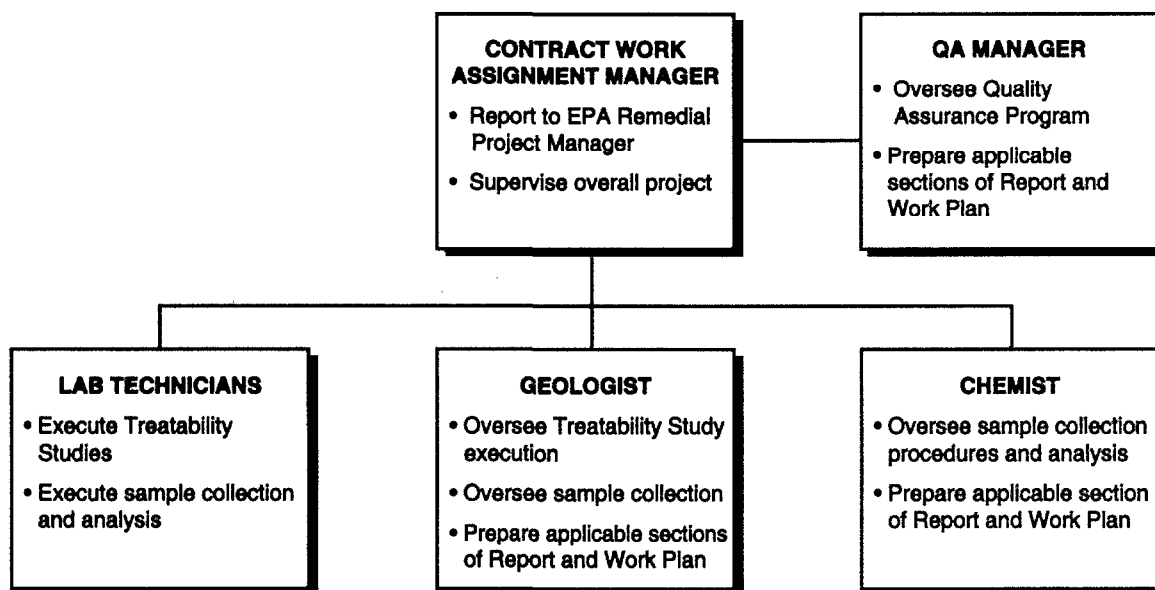 CONTRACT WORK
ASSIGNMENT MANAGER
• Report to EPA Remedial
Project Manager
• Supervise overall project
QA MANAGER
• Oversee Quality
Assurance Program
• Prepare applicable
sections of Report and
Work Plan
LAB TECHNICIANS
• Execute Treatability
Studies
• Execute sample collection
and analysis
GEOLOGIST
• Oversee Treatability Study
execution
• Oversee sample collection
• Prepare applicable sections
of Report and Work Plan
CHEMIST
• Oversee sample collection
procedures and analysis
• Prepare applicable section
of Report and Work Plan